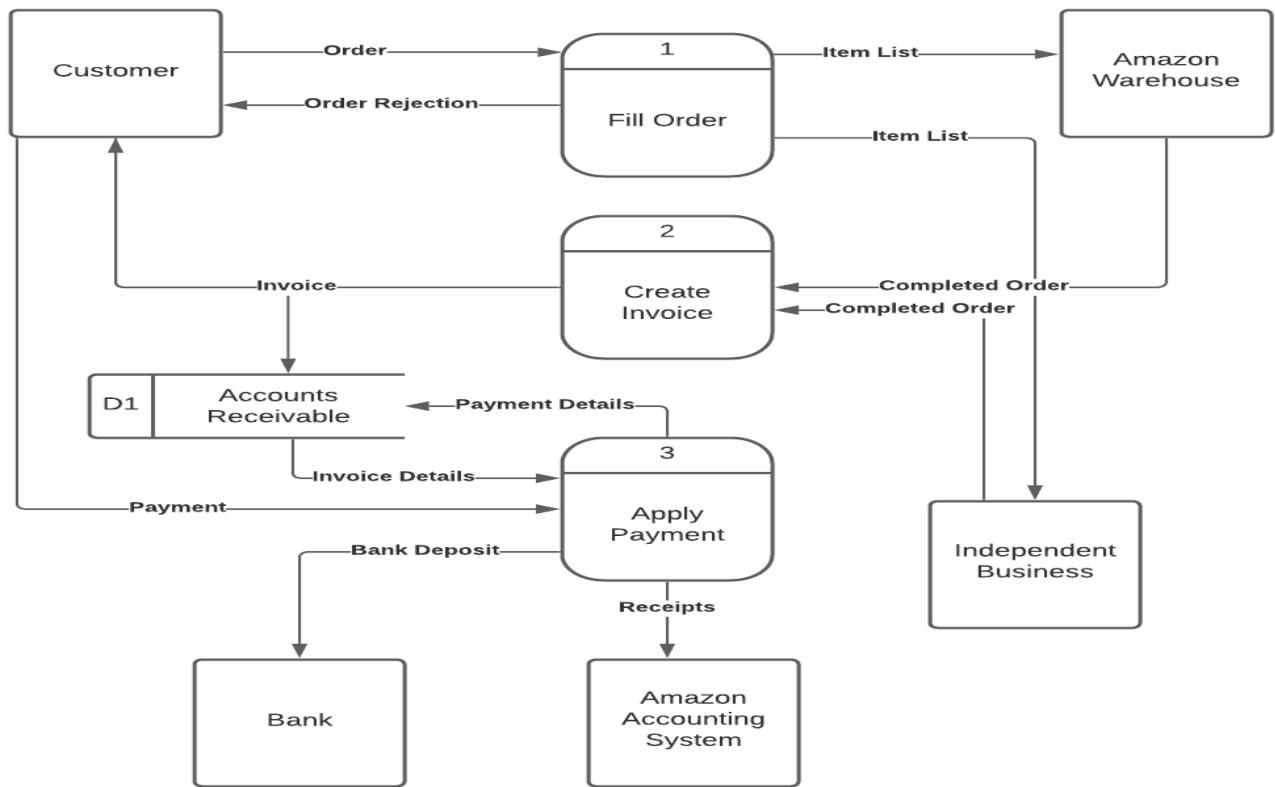 Customer
Order
1
Item List
Amazon
Warehouse
Order Rejection
Fill Order
Item List
2
Invoice
Create
Invoice
Completed Order
Completed Order
D1
Accounts
Receivable
Payment Details
3
Invoice Details
Payment
Apply
Payment
Bank Deposit
Independent
Business
Receipts
Bank
Amazon
Accounting
System